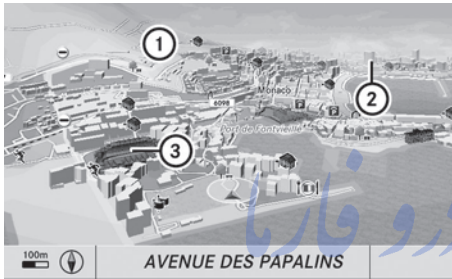 1
2
Monaco
P
6098
P
P
3
Port de Fontvieille
100m
AVENUE DES PAPALINS